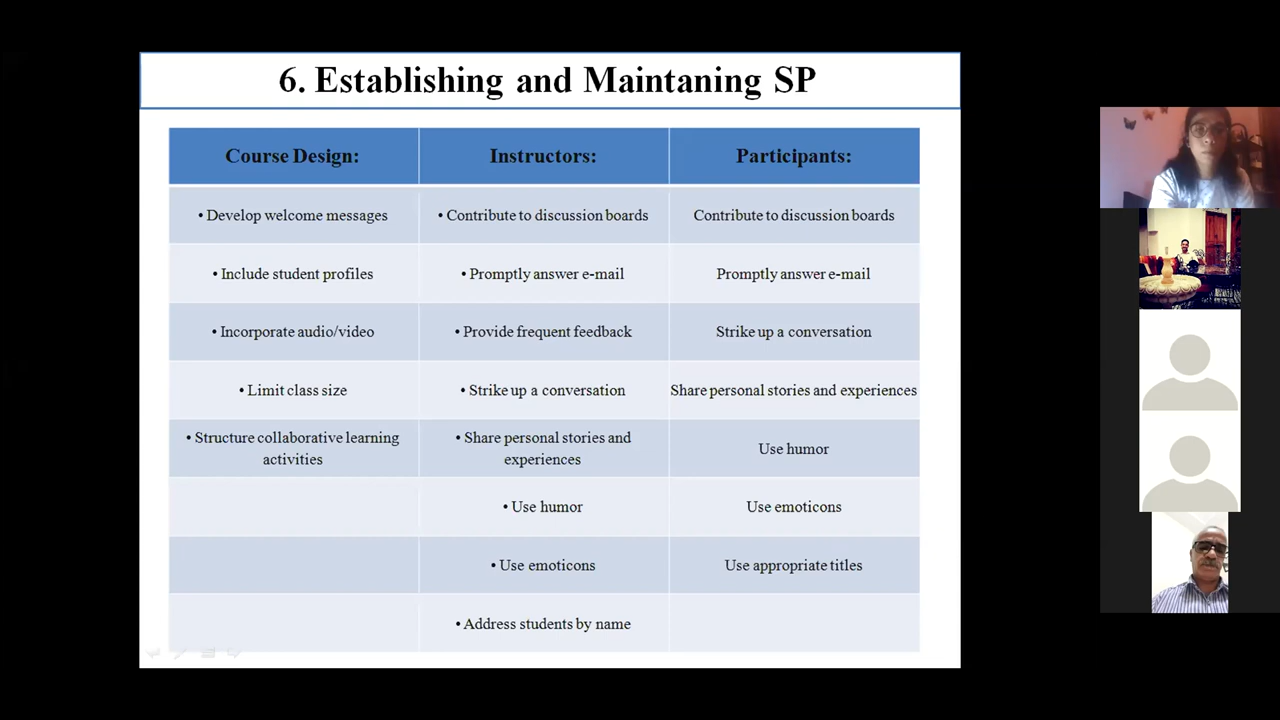 6. Establishing and Maintaning SP
Course Design:
Instructors:
Participants:
• Develop welcome messages
• Contribute to discussion boards
Contribute to discussion boards
• Include student profiles
• Promptly answer e-mail
Promptly answer e-mail
• Incorporate audio/video
• Provide frequent feedback
Strike up a conversation
• Limit class size
• Strike up a conversation
Share personal stories and experiences
• Structure collaborative learning
activities
• Share personal stories and
experiences
Use humor
• Use humor
Use emoticons
• Use emoticons
Use appropriate titles
• Address students by name